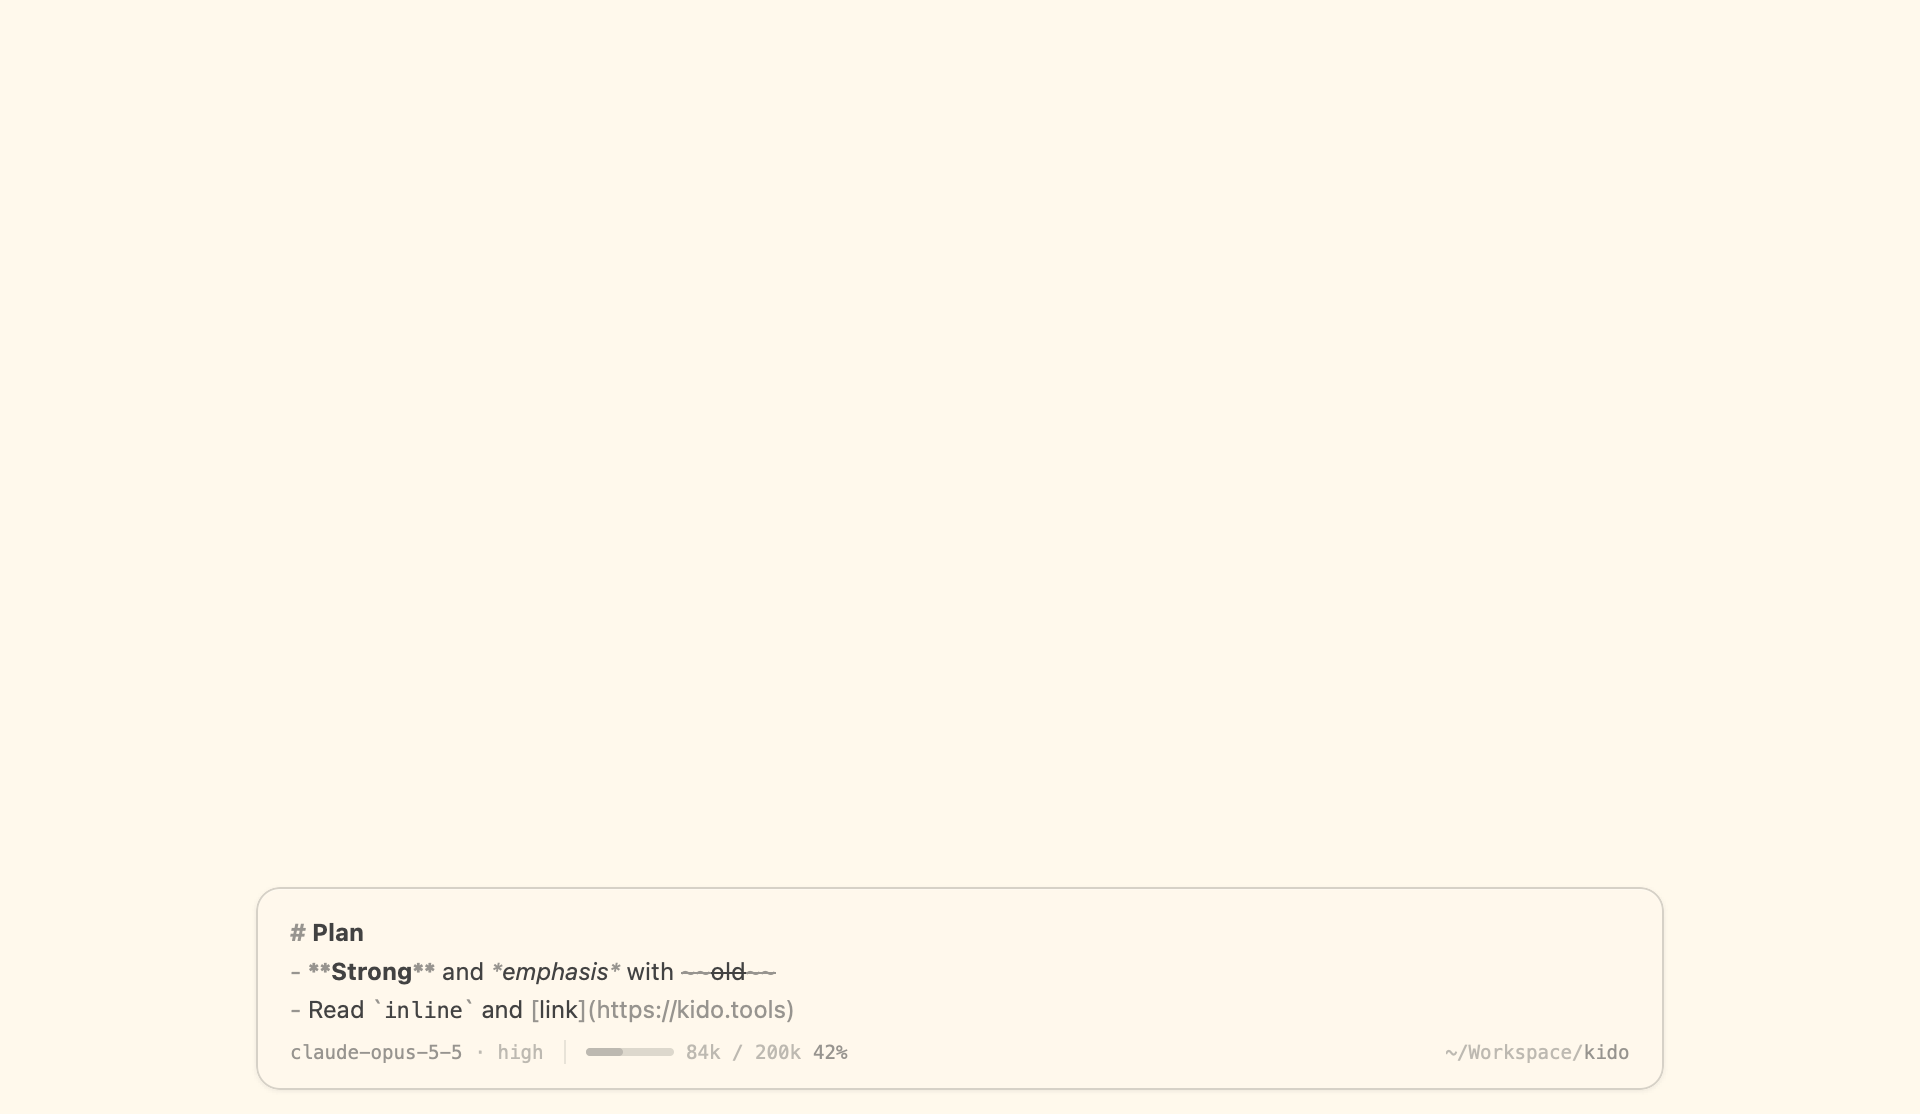 # Plan
- **Strong** and *emphasis* with ~~old~~
- Read `inline` and [link](https://kido.tools)
claude-opus-5-5 · high 84k / 200k 42% ~/Workspace/kido